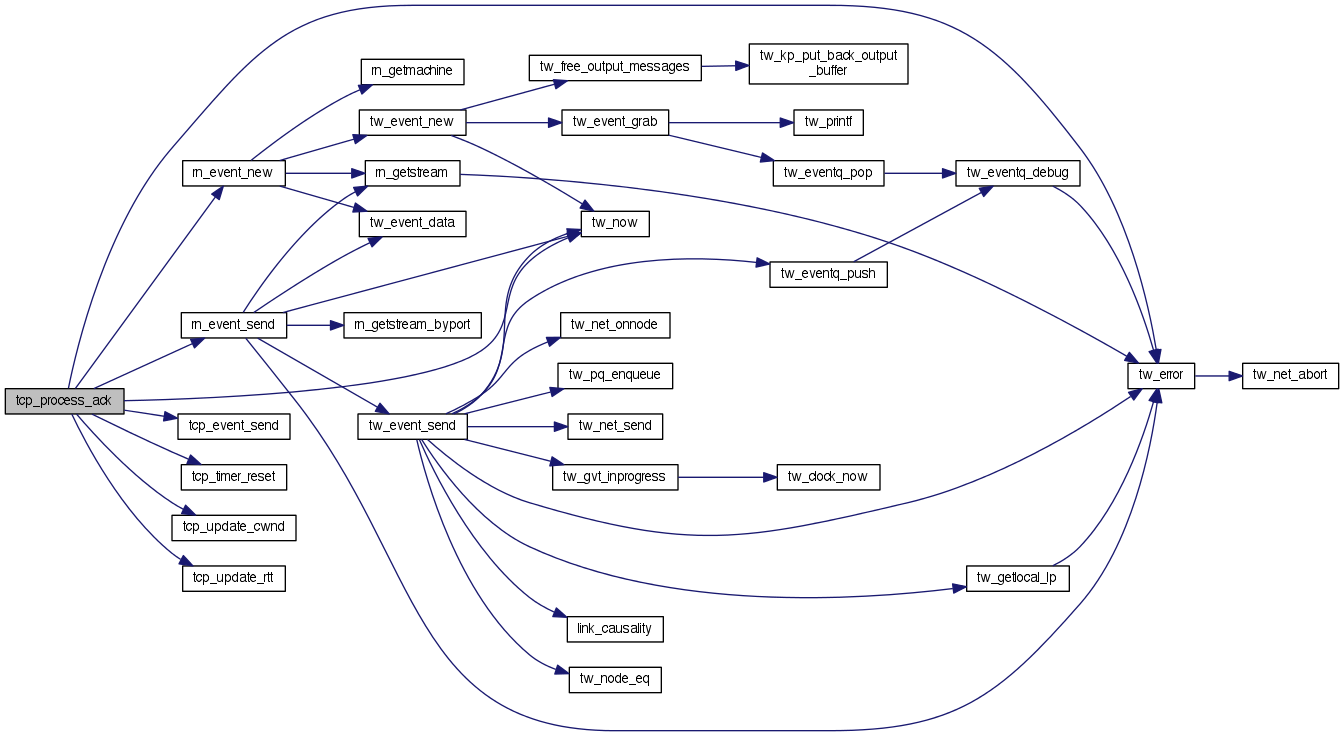 tw_kp_put_back_output
_buffer
tw_free_output_messages
rn_getmachine
tw_event_new
tw_event_grab
tw_printf
rn_event_new
rn_getstream
tw_eventq_pop
tw_eventq_debug
tw_event_data
tw_now
tw_eventq_push
rn_event_send
rn_getstream_byport
tw_net_onnode
tw_pq_enqueue
tw_error
tw_net_abort
tcp_process_ack
tcp_event_send
tw_event_send
tw_net_send
tcp_timer_reset
tw_gvt_inprogress
tw_clock_now
tcp_update_cwnd
tcp_update_rtt
tw_getlocal_lp
link_causality
tw_node_eq